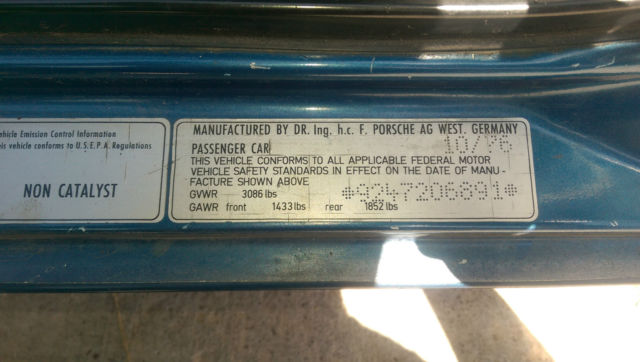 ehicle Emission Control Information
is vehicle conforms to U.S.E.P.A. Regulations
NON CATALYST
MANUFACTURED BY DR. Ing. h.c. F. PORSCHE AG WEST. GERMANY
PASSENGER CAR 10/76
THIS VEHICLE CONFORMS TO ALL APPLICABLE FEDERAL MOTOR
VEHICLE SAFETY STANDARDS IN EFFECT ON THE DATE OF MANU-
FACTURE SHOWN ABOVE *9247206891*
GVWR 3086 lbs
GAWR front 1433 lbs rear 1852 lbs